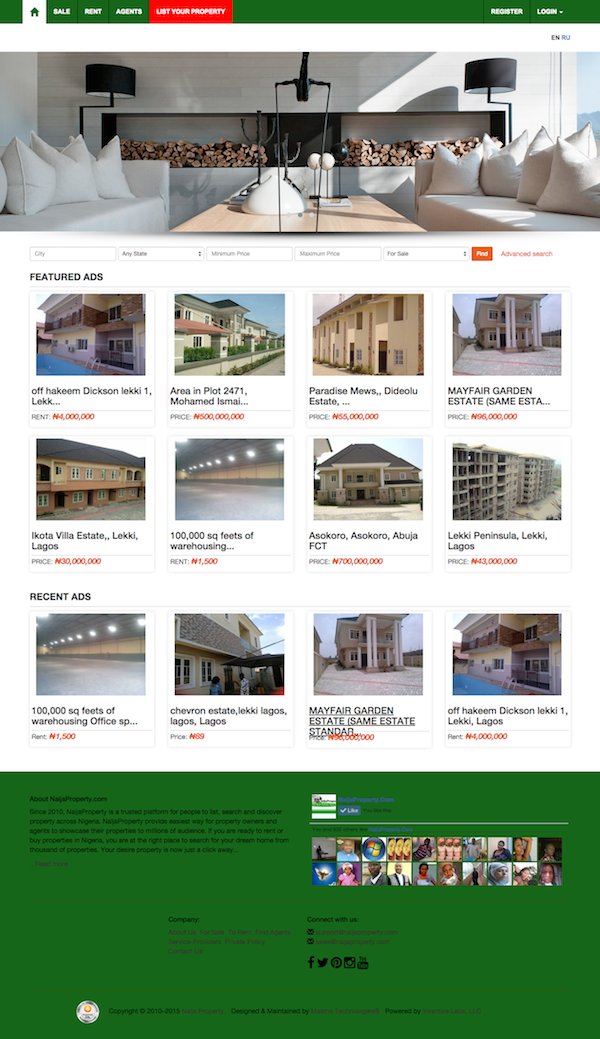 SALE RENT AGENTS LIST YOUR PROPERTY REGISTER LOGIN
EN RU
City Any State Minimum Price Maximum Price For Sale Find Advanced search
FEATURED ADS
off hakeem Dickson lekki 1, Lekk...
RENT: ₦4,000,000
Area in Plot 2471, Mohamed Ismai...
PRICE: ₦500,000,000
Paradise Mews,, Dideolu Estate, ...
PRICE: ₦55,000,000
MAYFAIR GARDEN ESTATE (SAME ESTA...
PRICE: ₦96,000,000
Ikota Villa Estate,, Lekki, Lagos
PRICE: ₦30,000,000
100,000 sq feets of warehousing...
RENT: ₦1,500
Asokoro, Asokoro, Abuja FCT
PRICE: ₦700,000,000
Lekki Peninsula, Lekki, Lagos
PRICE: ₦43,000,000
RECENT ADS
100,000 sq feets of warehousing Office sp...
Rent: ₦1,500
chevron estate,lekki lagos, lagos, Lagos
Price: ₦89
MAYFAIR GARDEN ESTATE (SAME ESTATE STANDAR...
Price: ₦96,000,000
off hakeem Dickson lekki 1, Lekki, Lagos
Rent: ₦4,000,000
About NaijaProperty.com
Since 2010, NaijaProperty is a trusted platform for people to list, search and discover
property across Nigeria, NaijaProperty provide easiest way for property owners and
agents to showcase their properties to millions of audience. If you are ready to rent or
buy properties in Nigeria, you are at the right place to search for your dream home from
thousand of properties. Your desire property is now just a click away...
Read more
NaijaProperty.Com
Like You like this.
NaijaProperty.Com
Company:
About Us For Sale To Rent Find Agents
Service Providers Private Policy
Contact Us
Connect with us:
support@naijaproperty.com
sales@naijaproperty.com
Copyright © 2010-2015 Naija Property Designed & Maintained by Powered by